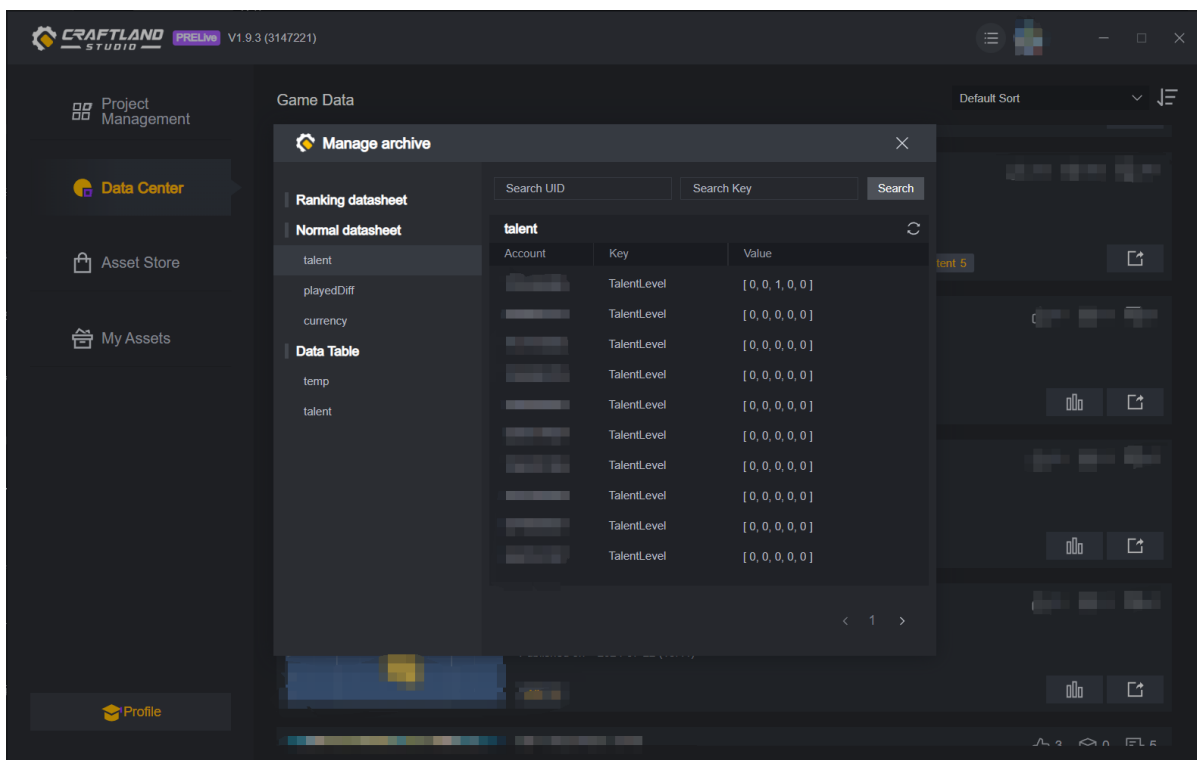 CRAFTLAND
STUDIO
PRELive V1.9.3 (3147221)
Project
Management
Data Center
Asset Store
My Assets
Profile
Game Data
Default Sort
Manage archive
Ranking datasheet
Normal datasheet
talent
playedDiff
currency
Data Table
temp
talent
Search UID Search Key Search
talent
Account Key Value
TalentLevel [ 0, 0, 1, 0, 0 ]
TalentLevel [ 0, 0, 0, 0, 0 ]
TalentLevel [ 0, 0, 0, 0, 0 ]
TalentLevel [ 0, 0, 0, 0, 0 ]
TalentLevel [ 0, 0, 0, 0, 0 ]
TalentLevel [ 0, 0, 0, 0, 0 ]
TalentLevel [ 0, 0, 0, 0, 0 ]
TalentLevel [ 0, 0, 0, 0, 0 ]
TalentLevel [ 0, 0, 0, 0, 0 ]
TalentLevel [ 0, 0, 0, 0, 0 ]
< 1 >
tent 5
3 0 5